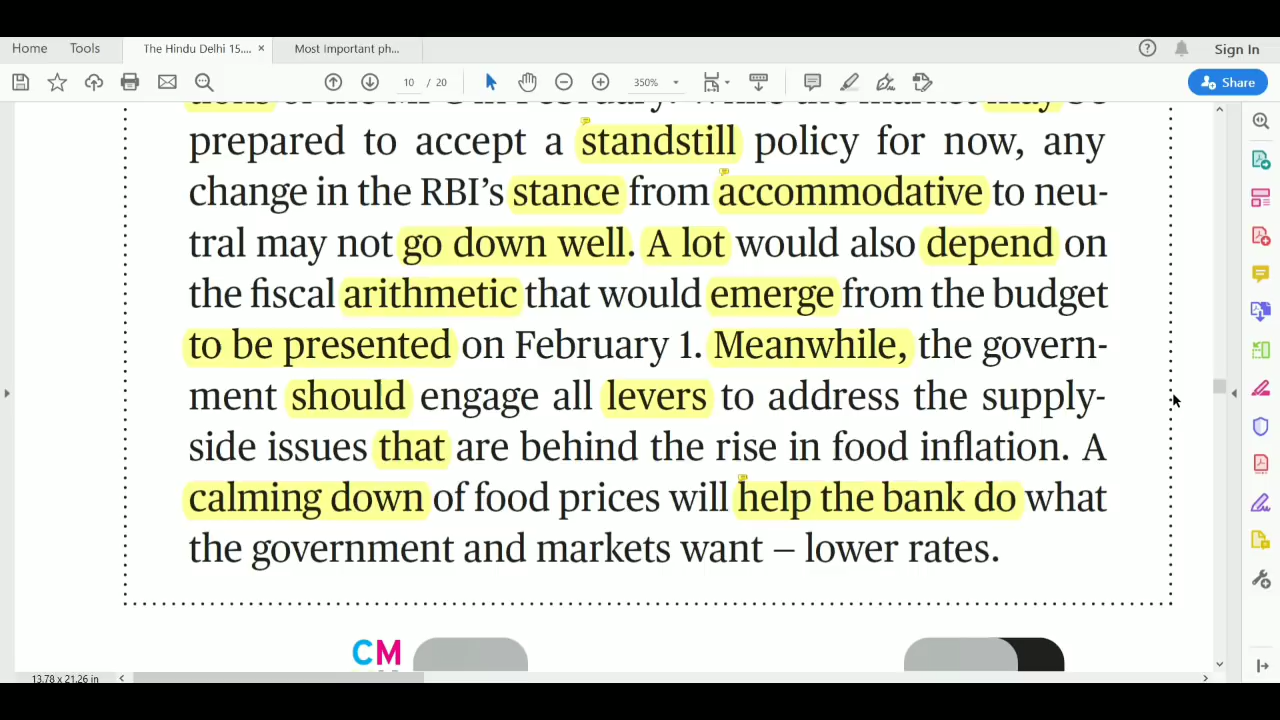 Home Tools The Hindu Delhi 15.... × Most Important ph... Sign In
10 / 20 350% Share
prepared to accept a standstill policy for now, any
change in the RBI's stance from accommodative to neu-
tral may not go down well. A lot would also depend on
the fiscal arithmetic that would emerge from the budget
to be presented on February 1. Meanwhile, the govern-
ment should engage all levers to address the supply-
side issues that are behind the rise in food inflation. A
calming down of food prices will help the bank do what
the government and markets want – lower rates.
CM
13.78 x 21.26 in